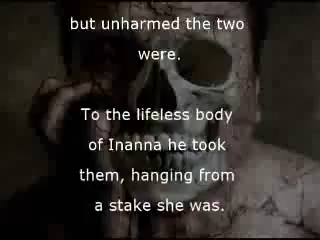 but unharmed the two
were.
To the lifeless body
of Inanna he took
them, hanging from
a stake she was.